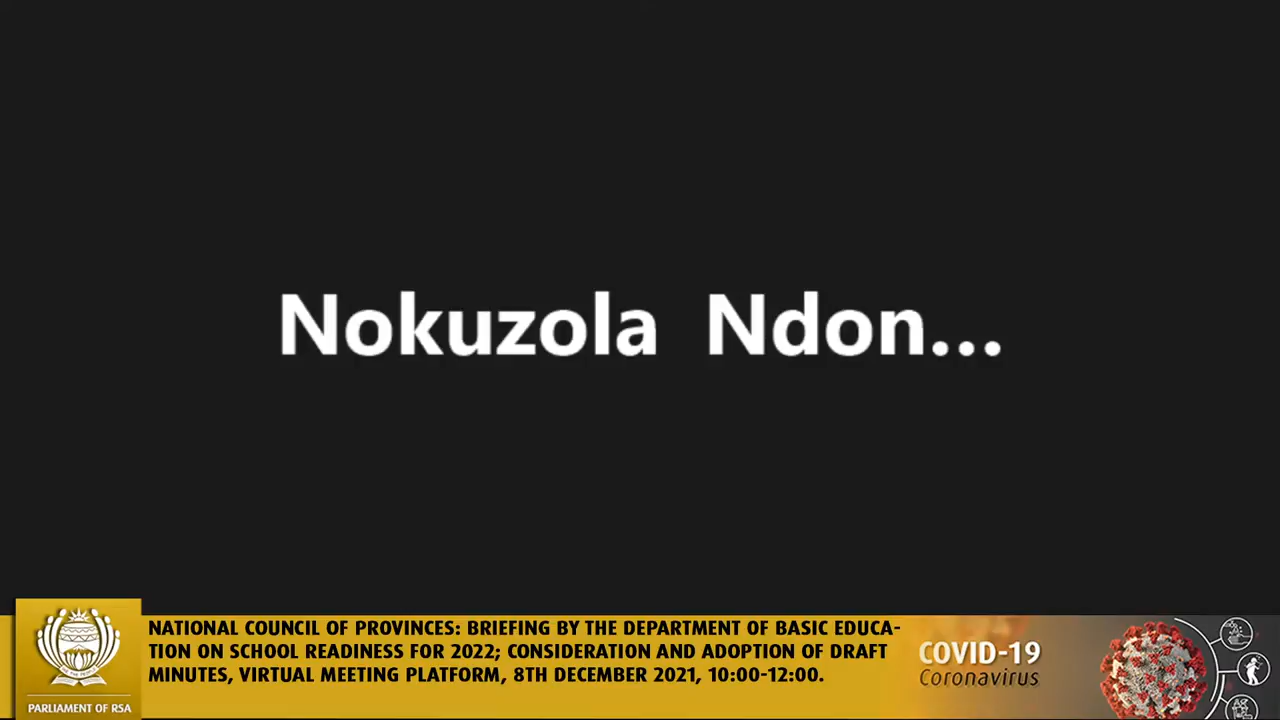 Nokuzola Ndon...
NATIONAL COUNCIL OF PROVINCES: BRIEFING BY THE DEPARTMENT OF BASIC EDUCA-
TION ON SCHOOL READINESS FOR 2022; CONSIDERATION AND ADOPTION OF DRAFT
MINUTES, VIRTUAL MEETING PLATFORM, 8TH DECEMBER 2021, 10:00-12:00.
PARLIAMENT OF RSA
COVID-19
Coronavirus